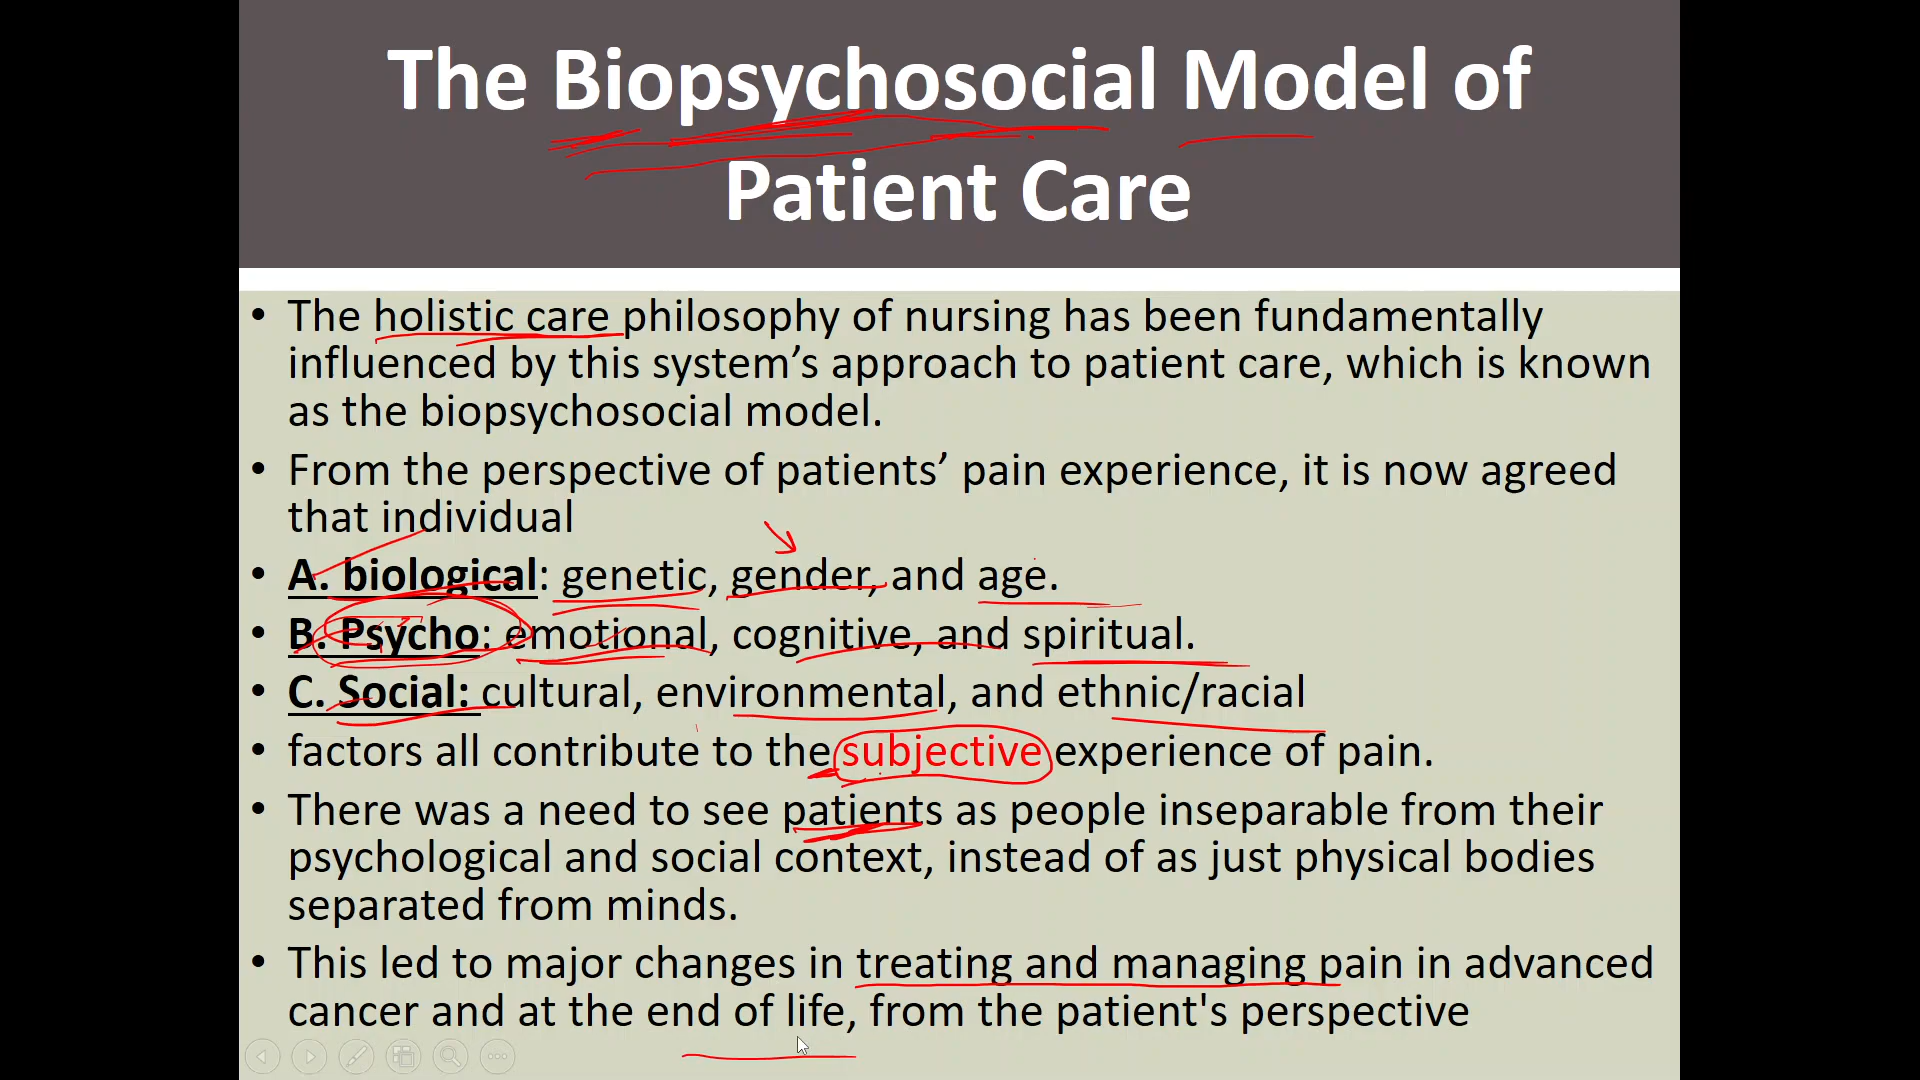 The Biopsychosocial Model of
Patient Care
• The holistic care philosophy of nursing has been fundamentally
influenced by this system’s approach to patient care, which is known
as the biopsychosocial model.
• From the perspective of patients’ pain experience, it is now agreed
that individual
• A. biological: genetic, gender, and age.
• B. Psycho: emotional, cognitive, and spiritual.
• C. Social: cultural, environmental, and ethnic/racial
• factors all contribute to the subjective experience of pain.
• There was a need to see patients as people inseparable from their
psychological and social context, instead of as just physical bodies
separated from minds.
• This led to major changes in treating and managing pain in advanced
cancer and at the end of life, from the patient's perspective